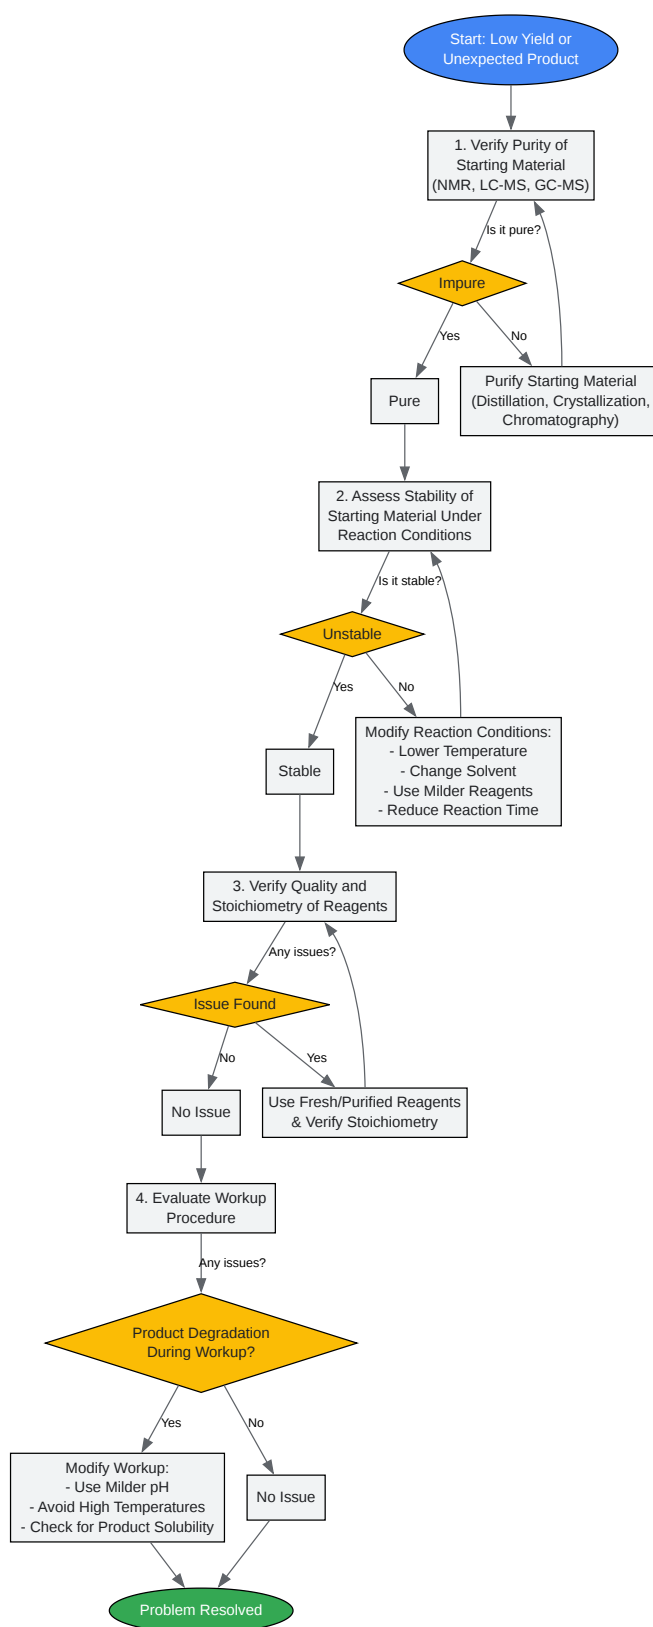 Start: Low Yield or
Unexpected Product
1. Verify Purity of
Starting Material
(NMR, LC-MS, GC-MS)
Is it pure?
Impure
Yes
No
Pure
Purify Starting Material
(Distillation, Crystallization,
Chromatography)
2. Assess Stability of
Starting Material Under
Reaction Conditions
Is it stable?
Unstable
Yes
No
Stable
Modify Reaction Conditions:
- Lower Temperature
- Change Solvent
- Use Milder Reagents
- Reduce Reaction Time
3. Verify Quality and
Stoichiometry of Reagents
Any issues?
Issue Found
No
Yes
No Issue
Use Fresh/Purified Reagents
& Verify Stoichiometry
4. Evaluate Workup
Procedure
Any issues?
Product Degradation
During Workup?
Yes
No
Modify Workup:
- Use Milder pH
- Avoid High Temperatures
- Check for Product Solubility
No Issue
Problem Resolved